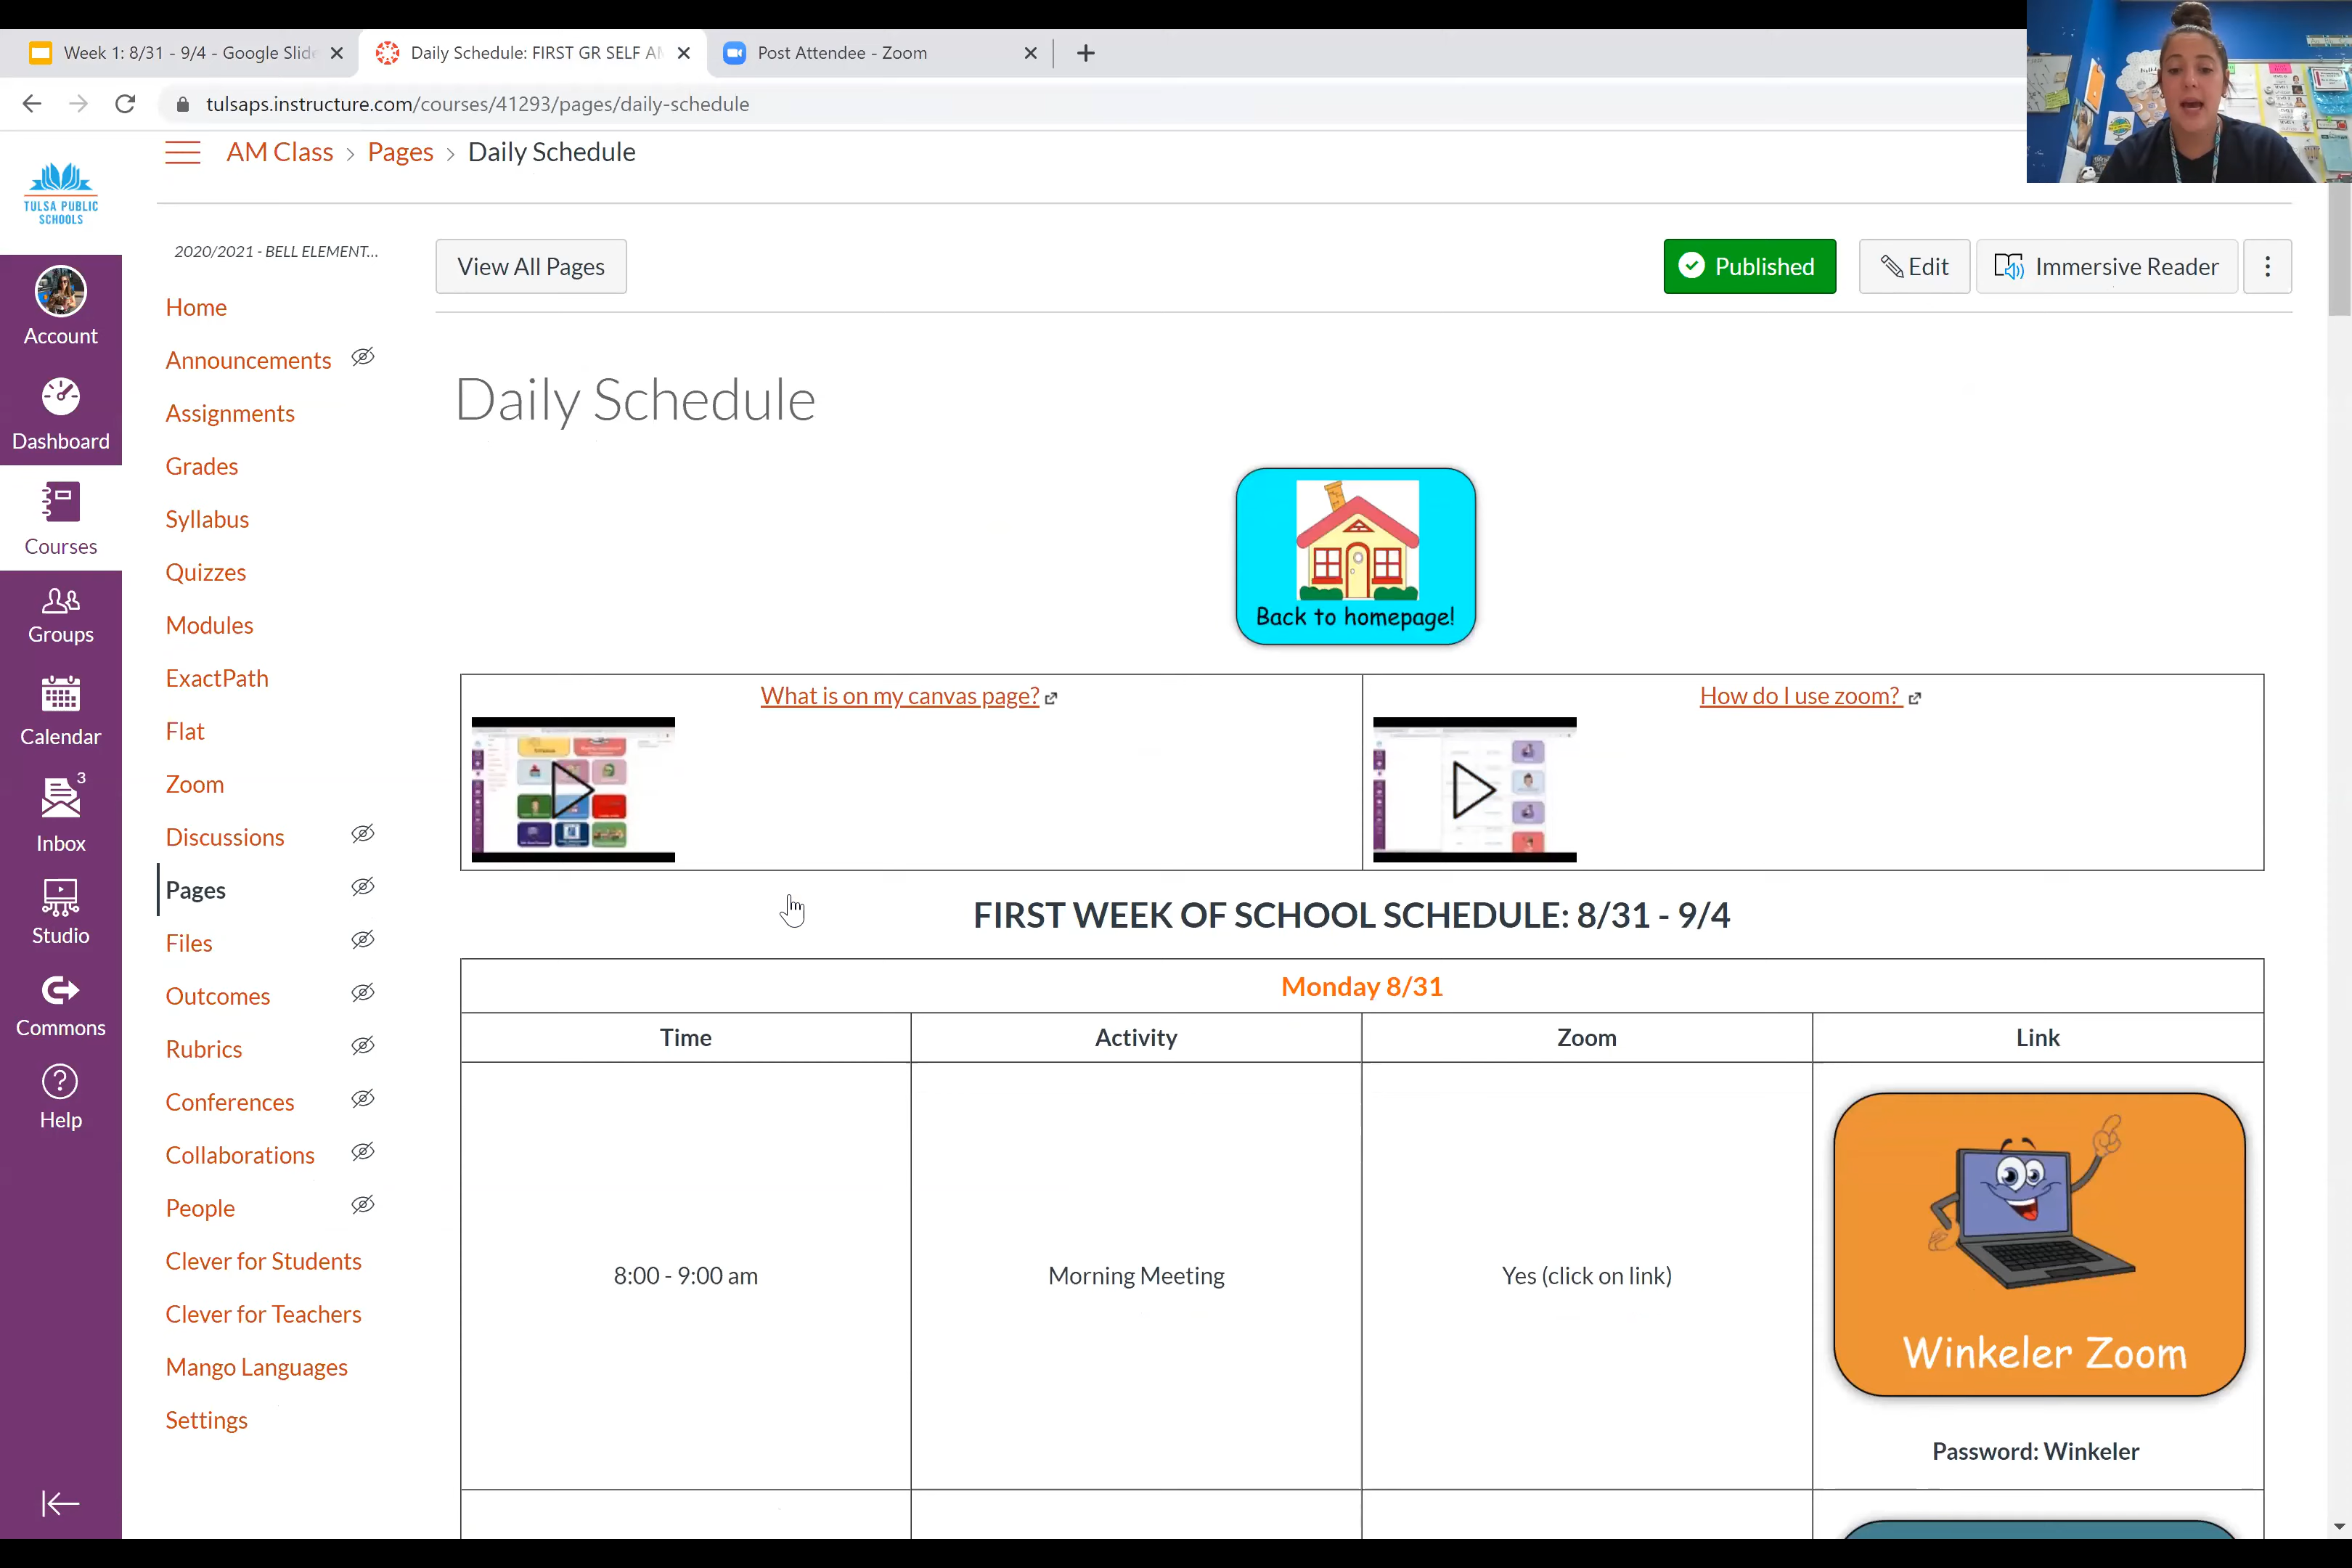 Week 1: 8/31 - 9/4 - Google Slide
Daily Schedule: FIRST GR SELF AM
Post Attendee - Zoom
tulsaps.instructure.com/courses/41293/pages/daily-schedule
AM Class > Pages > Daily Schedule
TULSA PUBLIC
SCHOOLS
2020/2021 - BELL ELEMENT...
View All Pages
Published
Edit
Immersive Reader
Account
Dashboard
Courses
Groups
Calendar
3
Inbox
Studio
Commons
Help
Home
Announcements
Assignments
Grades
Syllabus
Quizzes
Modules
ExactPath
Flat
Zoom
Discussions
Pages
Files
Outcomes
Rubrics
Conferences
Collaborations
People
Clever for Students
Clever for Teachers
Mango Languages
Settings
Daily Schedule
Back to homepage!
What is on my canvas page?
How do I use zoom?
FIRST WEEK OF SCHOOL SCHEDULE: 8/31 - 9/4
Monday 8/31
Time Activity Zoom Link
8:00 - 9:00 am Morning Meeting Yes (click on link)
Winkeler Zoom
Password: Winkeler